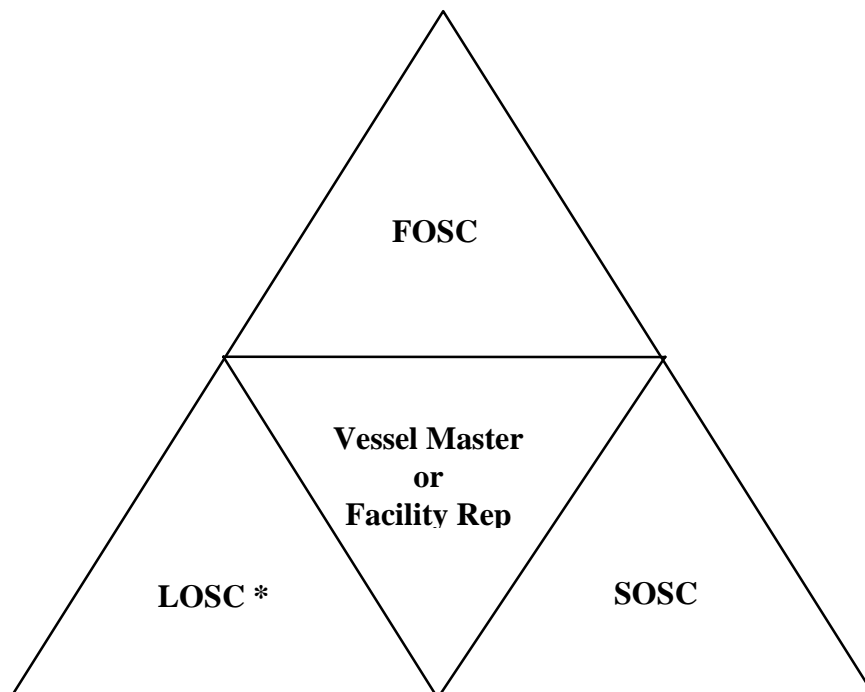 FOSC
Vessel Master
or
Facility Rep
LOSC *
SOSC